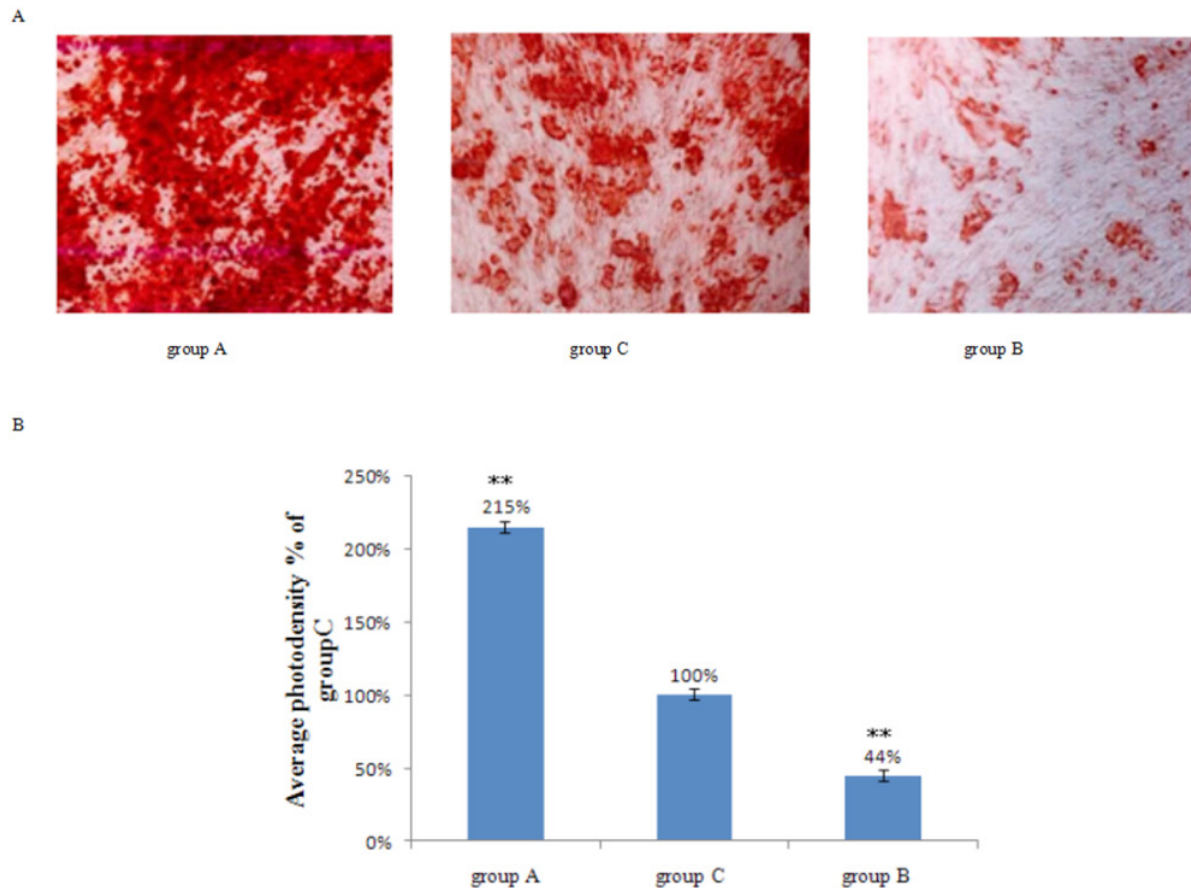 A
group A
group C
group B
B
Average photodensity % of
groupC
250%
200%
150%
100%
50%
0%
**
215%
100%
**
44%
group A
group C
group B